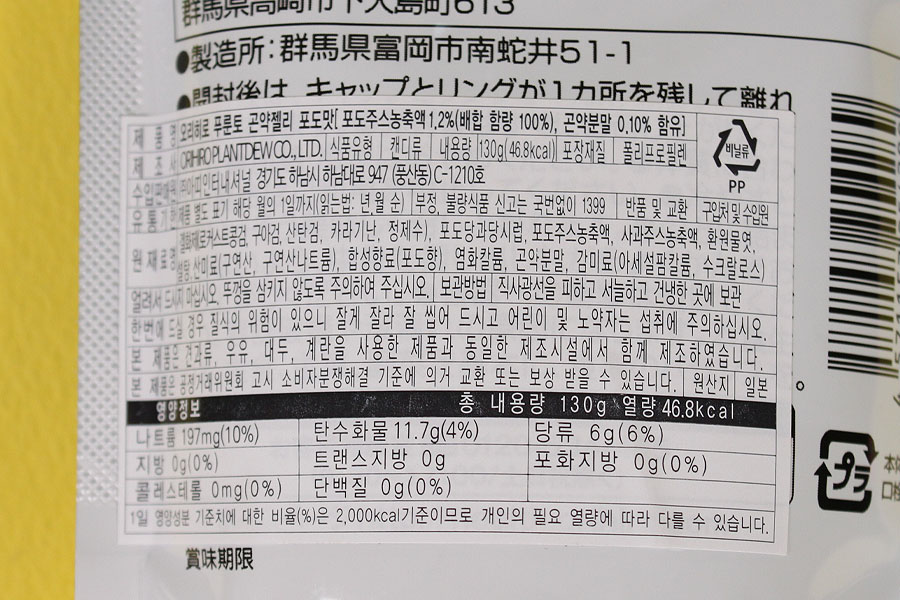 群馬県高崎市下大島町613
●製造所：群馬県富岡市南蛇井51-1
●開封後は、キャップとリングが1カ所を残して離れ
제 품 명 오리히로 푸룬토 곤약젤리 포도맛[포도주스농축액 1.2%(배합 함량 100%), 곤약분말 0.10% 함유]
제 조 사 ORIHIRO PLANTDEW CO., LTD. 식품유형 캔디류 내용량 130g(46.8kcal) 포장재질 폴리프로필렌
비닐류
PP
인터내셔널 경기도 하남시 하남대로 947 (풍산동) C-1210호
유통기한 제품 별도 표기 해당 월의 1일까지(읽는법: 년,월 순) 부정, 불량식품 신고는 국번없이 1399 반품 및 교환 구입처 및 수입원
원 재료명 구아검, 산탄검, 카라기난, 정제수), 포도당과당시럽, 포도주스농축액, 사과주스농축액, 환원물엿,
설탕, 산미료(구연산, 구연산나트륨), 합성향료(포도향), 염화칼륨, 곤약분말, 감미료(아세설팜칼륨, 수크랄로스)
얼려서 드시지 마십시오. 뚜껑을 삼키지 않도록 주의하여 주십시오. 보관방법 직사광선을 피하고 서늘하고 건냉한 곳에 보관
한번에 드실 경우 질식의 위험이 있으니 잘게 잘라 잘 씹어 드시고 어린이 및 노약자는 섭취에 주의하십시오.
본 제품은 견과류, 우유, 대두, 계란을 사용한 제품과 동일한 제조시설에서 함께 제조하였습니다.
본 제품은 공정거래위원회 고시 소비자분쟁해결 기준에 의거 교환 또는 보상 받을 수 있습니다. 원산지 일본
영양정보 총 내용량 130g 열량 46.8kcal
나트륨 197mg(10%) 탄수화물 11.7g(4%) 당류 6g(6%)
지방 0g(0%) 트랜스지방 0g 포화지방 0g(0%)
콜레스테롤 0mg(0%) 단백질 0g(0%)
1일 영양성분 기준치에 대한 비율(%)은 2,000kcal기준이므로 개인의 필요 열량에 따라 다를 수 있습니다.
プラ
賞味期限